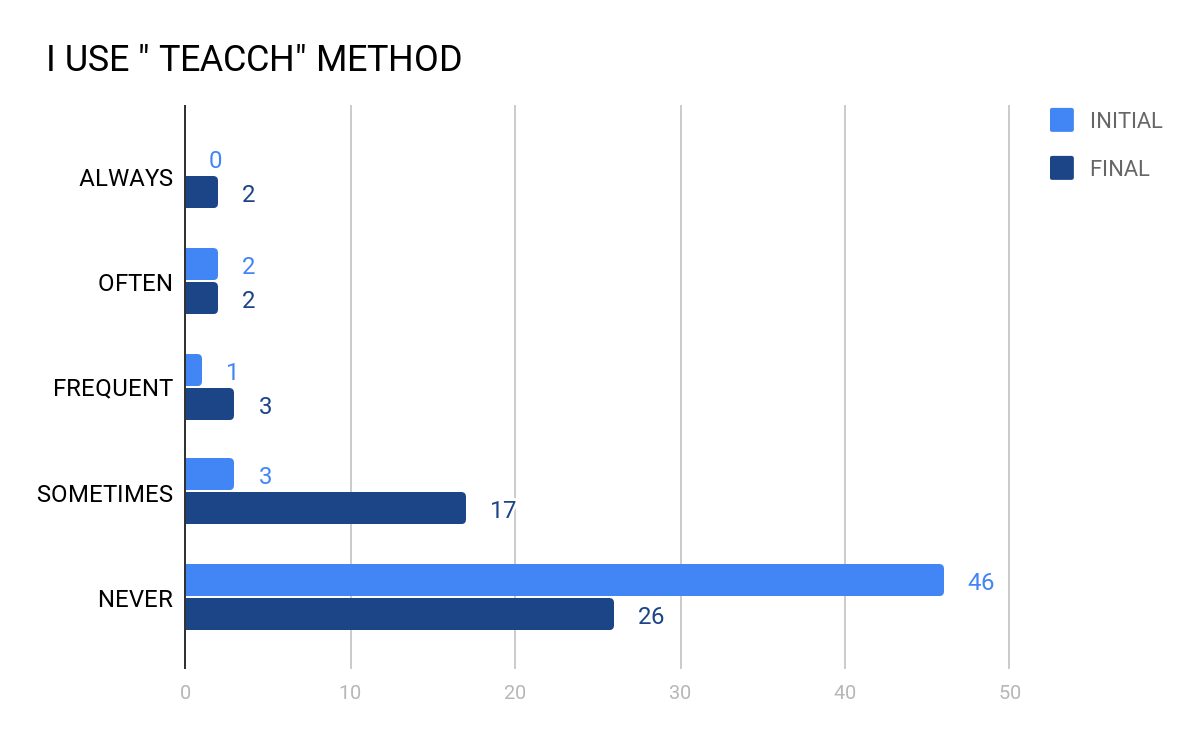 I USE " TEACCH" METHOD
INITIAL
FINAL
ALWAYS
0
2
OFTEN
2
2
FREQUENT
1
3
SOMETIMES
3
17
NEVER
46
26
0 10 20 30 40 50